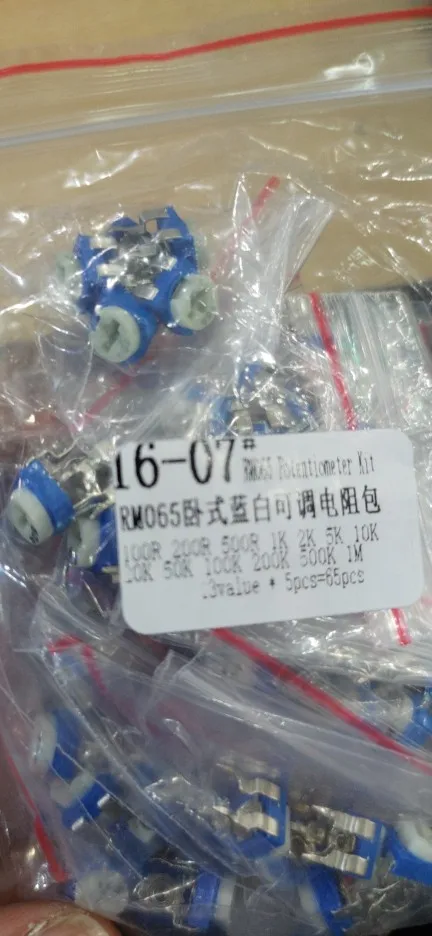 16-07# RM065 Potentiometer Kit
RM065卧式蓝白可调电阻包
100R 200R 500R 1K 2K 5K 10K
20K 50K 100K 200K 500K 1M
13value * 5pcs=65pcs